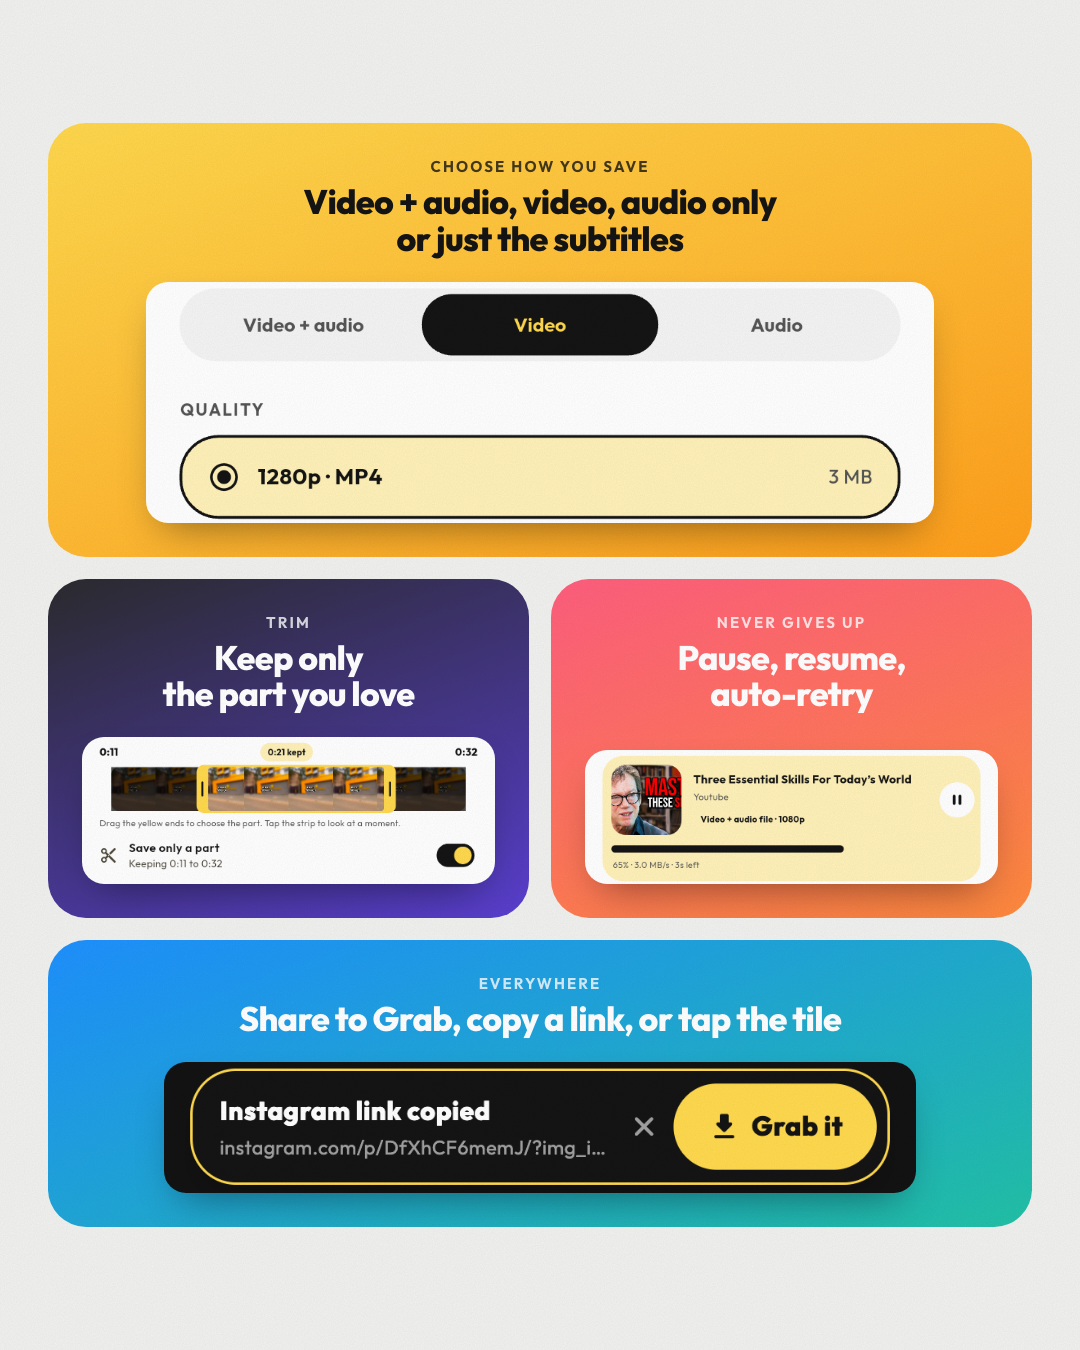 CHOOSE HOW YOU SAVE
Video + audio, video, audio only
or just the subtitles
Video + audio
Video
Audio
QUALITY
1280p · MP4
3 MB
TRIM
Keep only
the part you love
0:11
0:21 kept
0:32
Drag the yellow ends to choose the part. Tap the strip to look at a moment.
Save only a part
Keeping 0:11 to 0:32
NEVER GIVES UP
Pause, resume,
auto-retry
MAS
THESE S
Three Essential Skills For Today's World
Youtube
Video + audio file · 1080p
65% · 3.0 MB/s · 3s left
EVERYWHERE
Share to Grab, copy a link, or tap the tile
Instagram link copied
instagram.com/p/DfXhCF6memJ/?img_i...
Grab it